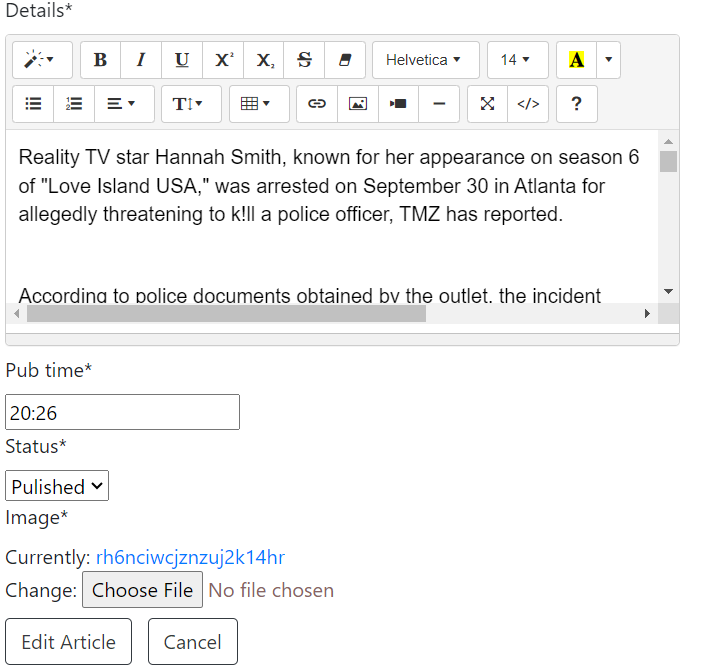 Details*
B I U X² X₂ S Helvetica 14 A
T </> ?
Reality TV star Hannah Smith, known for her appearance on season 6
of "Love Island USA," was arrested on September 30 in Atlanta for
allegedly threatening to k!ll a police officer, TMZ has reported.
According to police documents obtained by the outlet, the incident
Pub time*
20:26
Status*
Pulished
Image*
Currently: rh6nciwcjznzuj2k14hr
Change: Choose File No file chosen
Edit Article Cancel